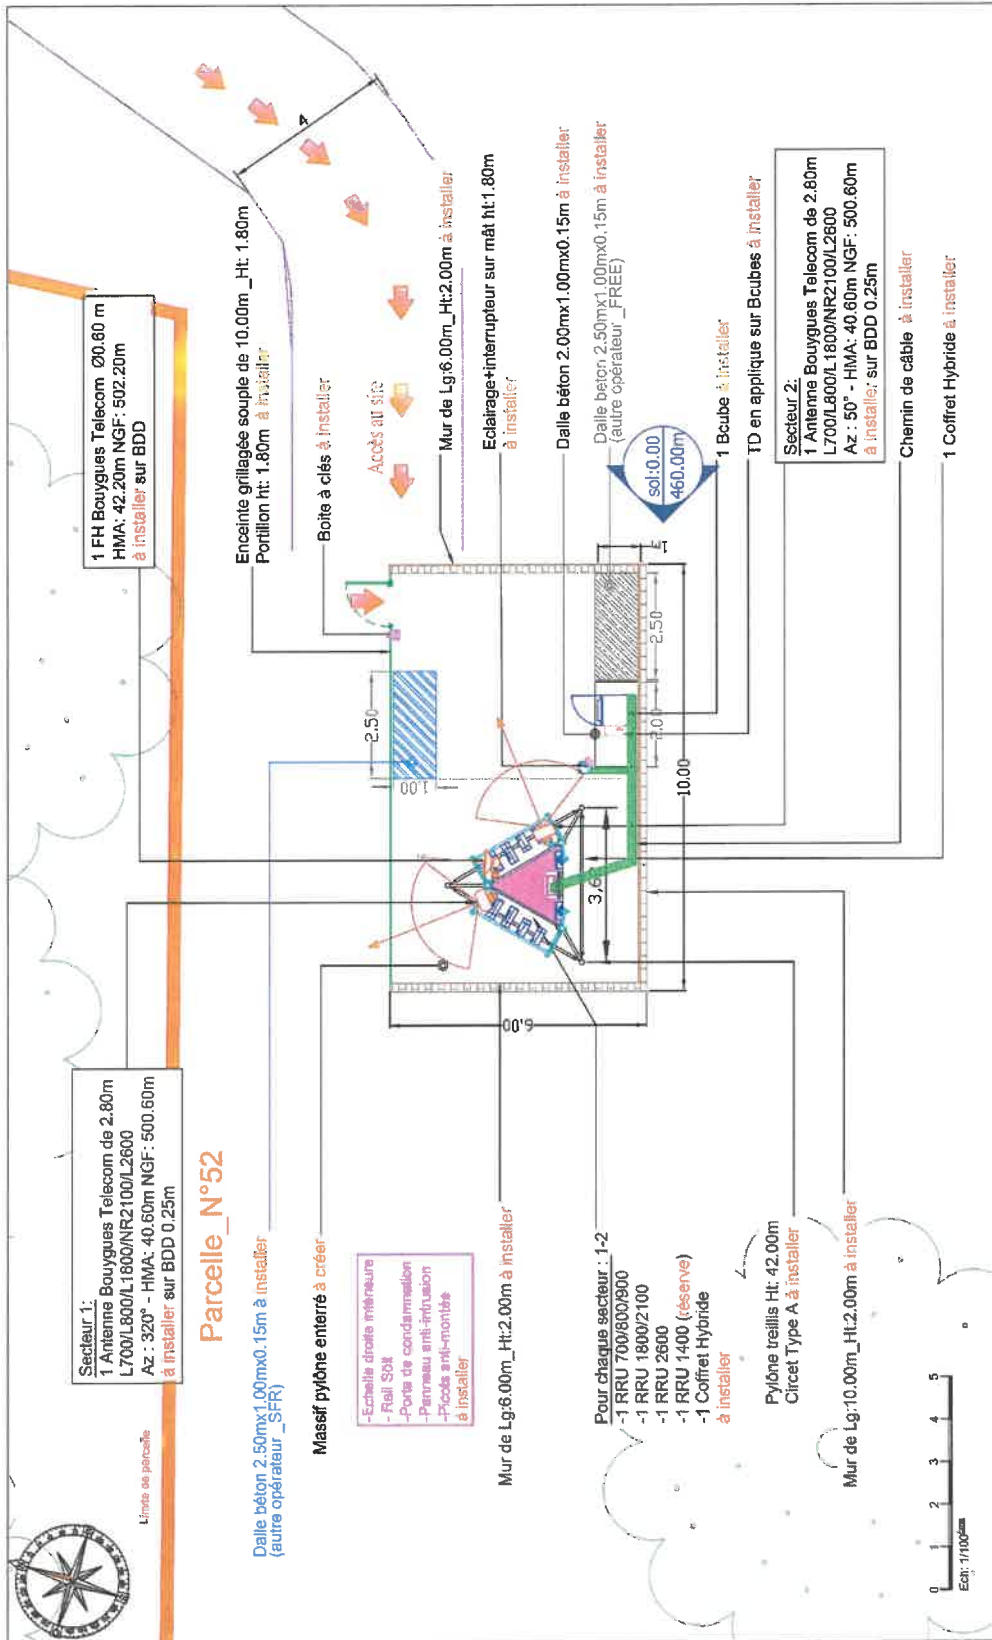 Secteur 1:
1 Antenne Bouygues Telecom de 2.80m
L700/L800/L1800/NR2100/L2600
Az : 320° - HMA: 40.60m NGF: 500.60m
à installer sur BDD 0.25m
1 FH Bouygues Telecom Ø0.60 m
HMA: 42.20m NGF: 502.20m
à installer sur BDD
Limite de parcelle
Parcelle_N°52
Dalle béton 2.50mx1.00mx0.15m à installer
(autre opérateur _SFR)
Massif pylône enterré à créer
-Echelle droite intérieure
- Rail Söll
-Porte de condamnation
-Panneau anti-intrusion
-Picots anti-montée
à installer
Mur de Lg:6.00m_Ht:2.00m à installer
Pour chaque secteur : 1-2
-1 RRU 700/800/900
-1 RRU 1800/2100
-1 RRU 2600
-1 RRU 1400 (réserve)
-1 Coffret Hybride
à installer
Pylône treillis Ht: 42.00m
Circet Type A à installer
Mur de Lg:10.00m_Ht:2.00m à installer
0 1 2 3 4 5
Ech: 1/100ème
Enceinte grillagée souple de 10.00m _Ht: 1.80m
Portillon ht: 1.80m à installer
Boite à clés à installer
Accès au site
4
Mur de Lg:6.00m_Ht:2.00m à installer
Eclairage+interrupteur sur mât ht:1.80m
à installer
Dalle béton 2.00mx1.00mx0.15m à installer
Dalle béton 2.50mx1.00mx0.15m à installer
(autre opérateur _FREE)
sol:0.00
460.00m
1 Bcube à installer
TD en applique sur Bcubes à installer
Secteur 2:
1 Antenne Bouygues Telecom de 2.80m
L700/L800/L1800/NR2100/L2600
Az : 50° - HMA: 40.60m NGF: 500.60m
à installer sur BDD 0.25m
Chemin de câble à installer
1 Coffret Hybride à installer
2.50
1.00
2.50
2.00
10.00
6.00